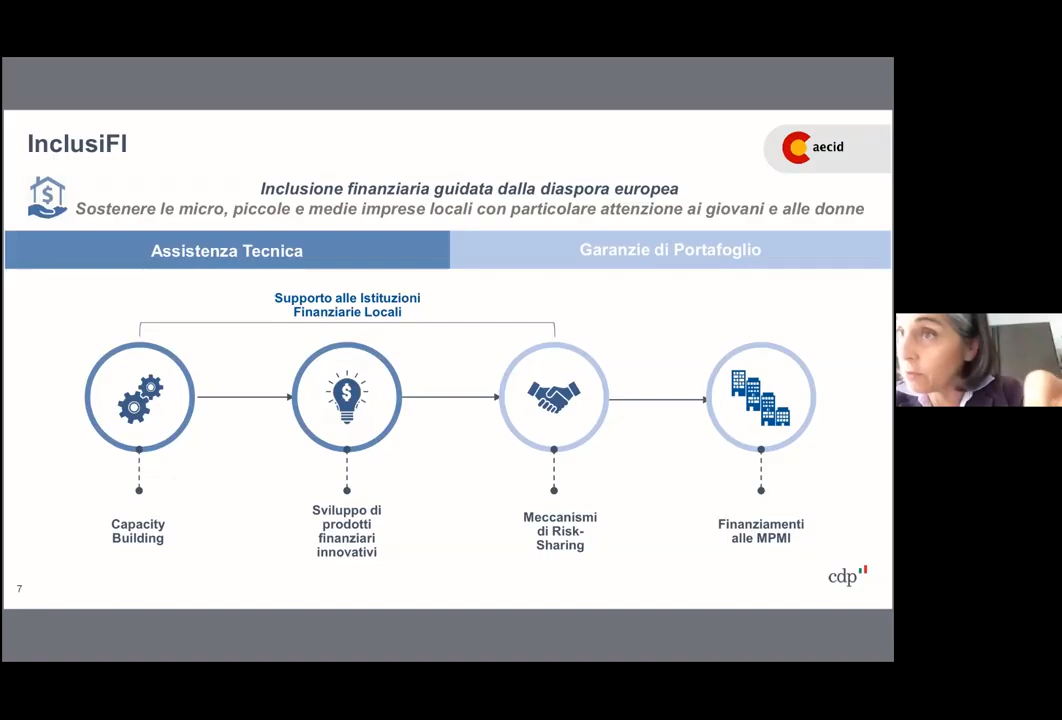 InclusiFI
aecid
Inclusione finanziaria guidata dalla diaspora europea
Sostenere le micro, piccole e medie imprese locali con particolare attenzione ai giovani e alle donne
Assistenza Tecnica
Garanzie di Portafoglio
Supporto alle Istituzioni
Finanziarie Locali
Capacity
Building
Sviluppo di
prodotti
finanziari
innovativi
Meccanismi
di Risk-
Sharing
Finanziamenti
alle MPMI
7
cdp